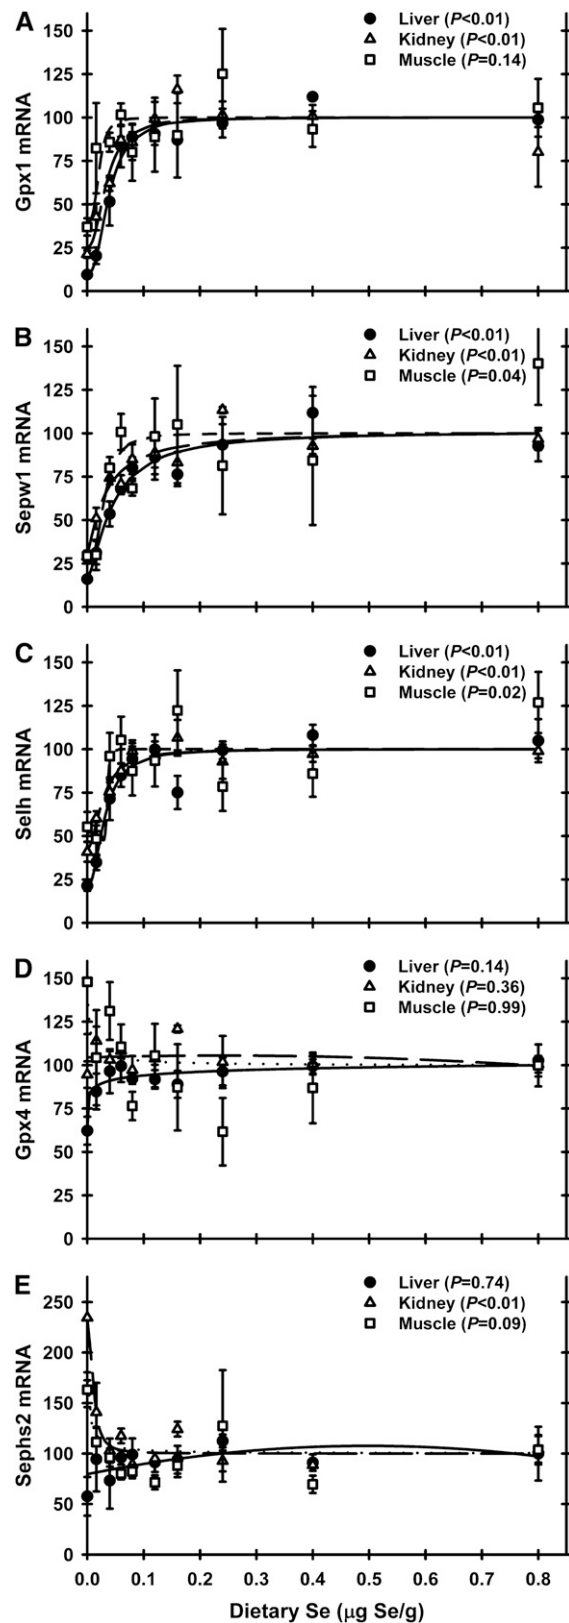 A
Liver (P<0.01)
Kidney (P<0.01)
Muscle (P=0.14)
150
125
100
75
50
25
0
Gpx1 mRNA
B
Liver (P<0.01)
Kidney (P<0.01)
Muscle (P=0.04)
150
125
100
75
50
25
0
Sepw1 mRNA
C
Liver (P<0.01)
Kidney (P<0.01)
Muscle (P=0.02)
150
125
100
75
50
25
0
Selh mRNA
D
Liver (P=0.14)
Kidney (P=0.36)
Muscle (P=0.99)
150
125
100
75
50
25
0
Gpx4 mRNA
E
Liver (P=0.74)
Kidney (P<0.01)
Muscle (P=0.09)
250
200
150
100
50
0
Sephs2 mRNA
0.0 0.1 0.2 0.3 0.4 0.5 0.6 0.7 0.8
Dietary Se (μg Se/g)